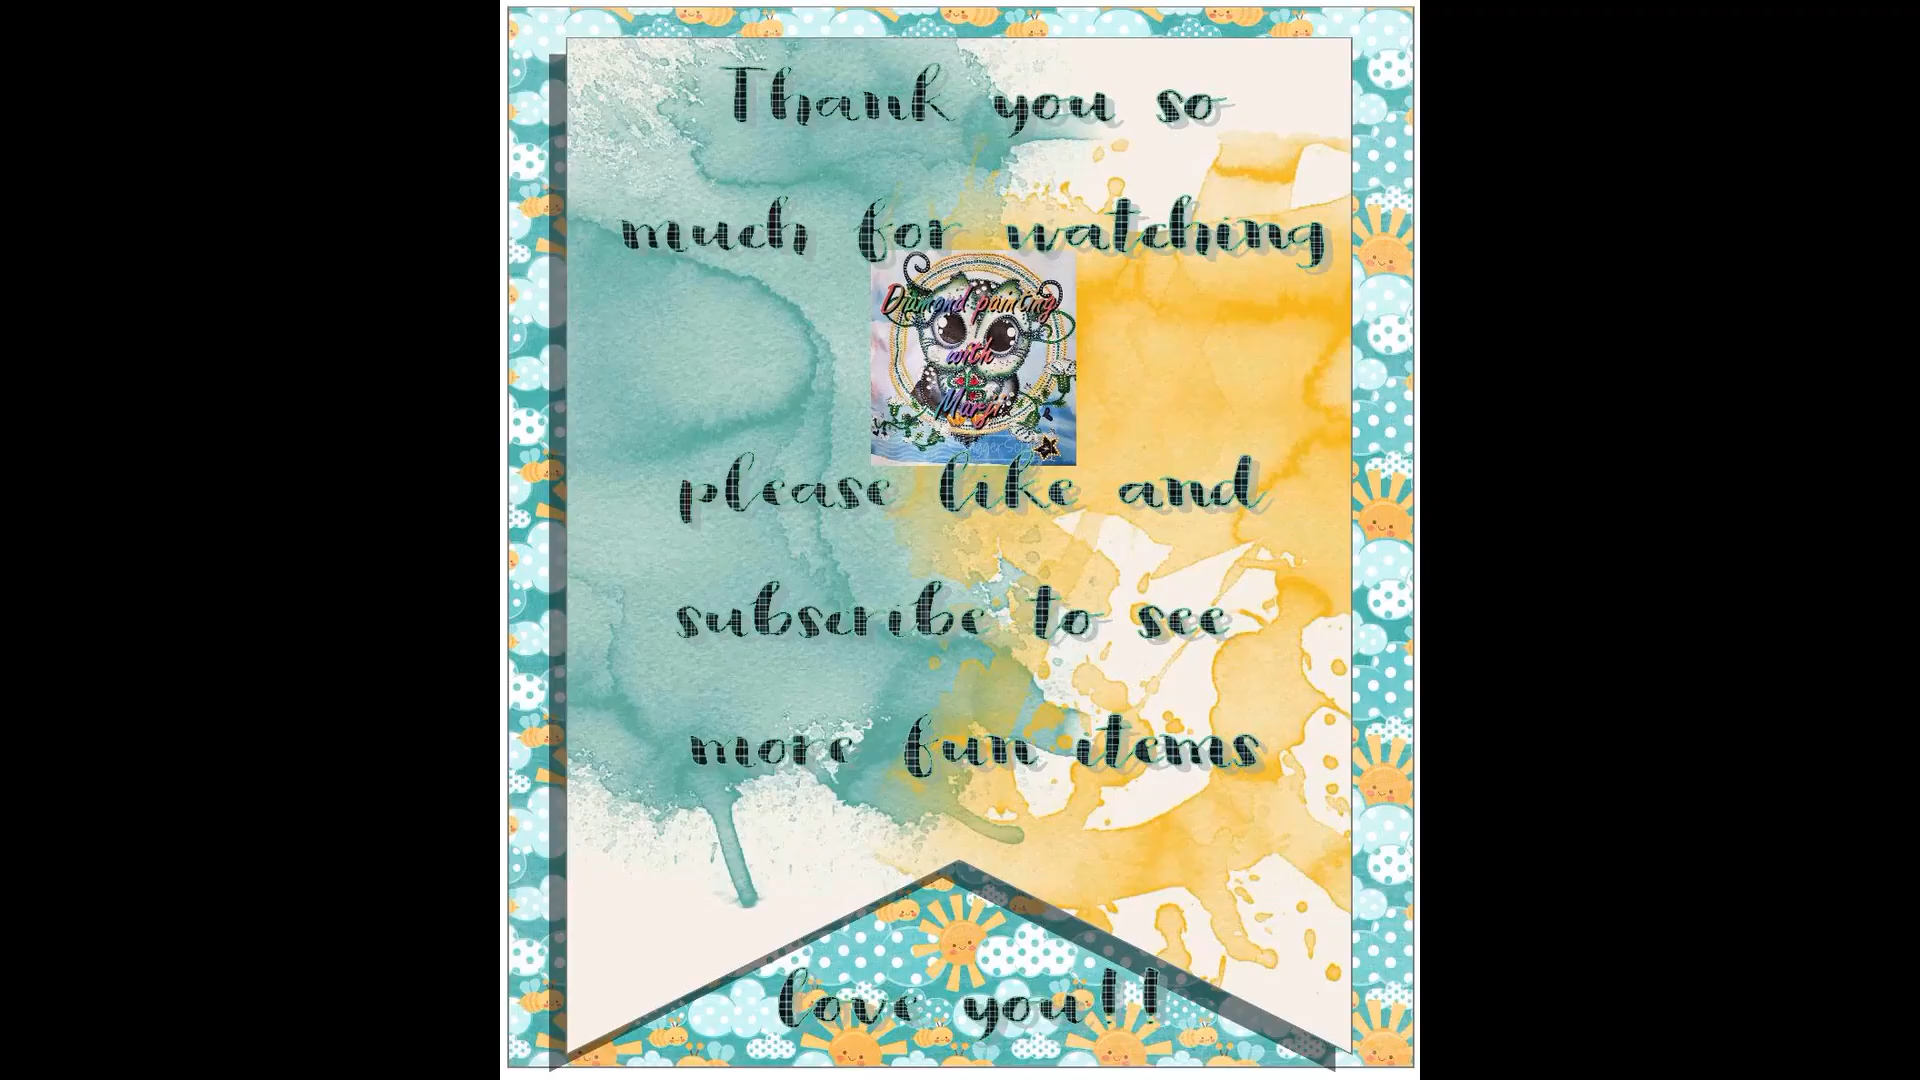 Thank you so
much for watching
Diamond painting
with
Margi
please like and
subscribe to see
more fun items
love you!!